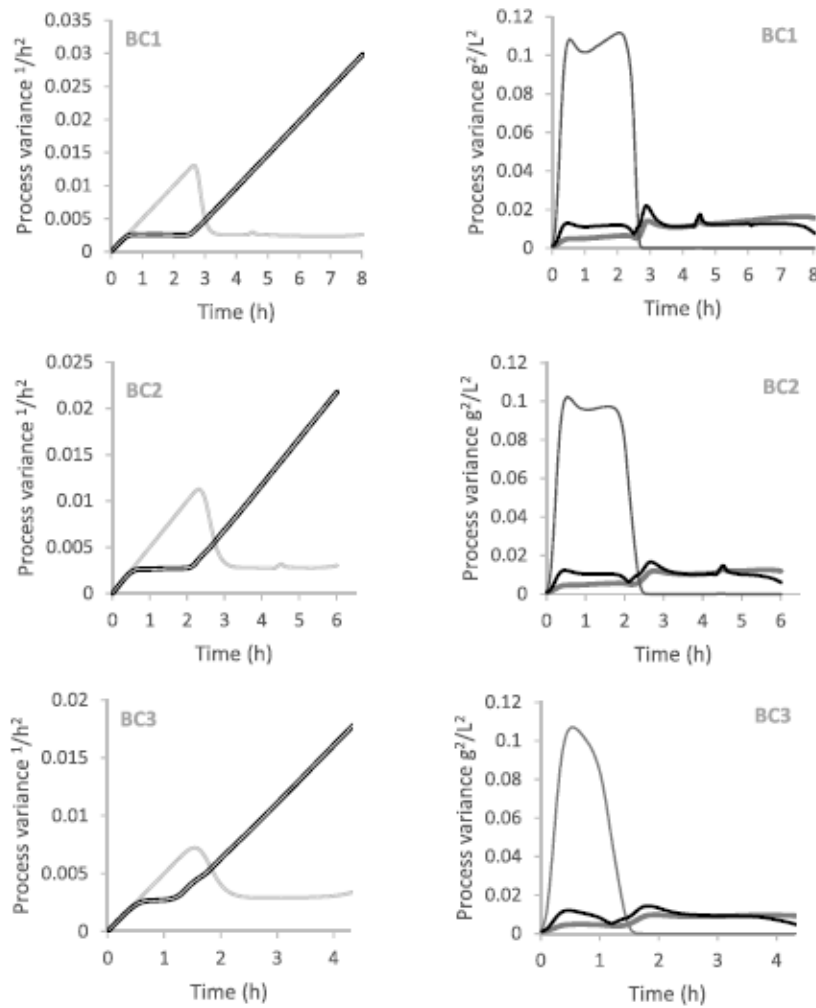 BC1
Process variance ¹/h²
0.035
0.03
0.025
0.02
0.015
0.01
0.005
0
0 1 2 3 4 5 6 7 8
Time (h)
BC1
Process variance g²/L²
0.12
0.1
0.08
0.06
0.04
0.02
0
0 1 2 3 4 5 6 7 8
Time (h)
BC2
Process variance ¹/h²
0.025
0.02
0.015
0.01
0.005
0
0 1 2 3 4 5 6
Time (h)
BC2
Process variance g²/L²
0.12
0.1
0.08
0.06
0.04
0.02
0
0 1 2 3 4 5 6
Time (h)
BC3
Process variance ¹/h²
0.02
0.015
0.01
0.005
0
0 1 2 3 4
Time (h)
BC3
Process variance g²/L²
0.12
0.1
0.08
0.06
0.04
0.02
0
0 1 2 3 4
Time (h)